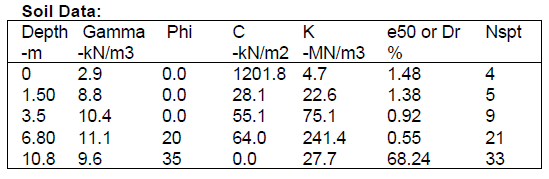 Soil Data:
Depth Gamma Phi C K e50 or Dr Nspt
-m -kN/m3 -kN/m2 -MN/m3 %
0 2.9 0.0 1201.8 4.7 1.48 4
1.50 8.8 0.0 28.1 22.6 1.38 5
3.5 10.4 0.0 55.1 75.1 0.92 9
6.80 11.1 20 64.0 241.4 0.55 21
10.8 9.6 35 0.0 27.7 68.24 33